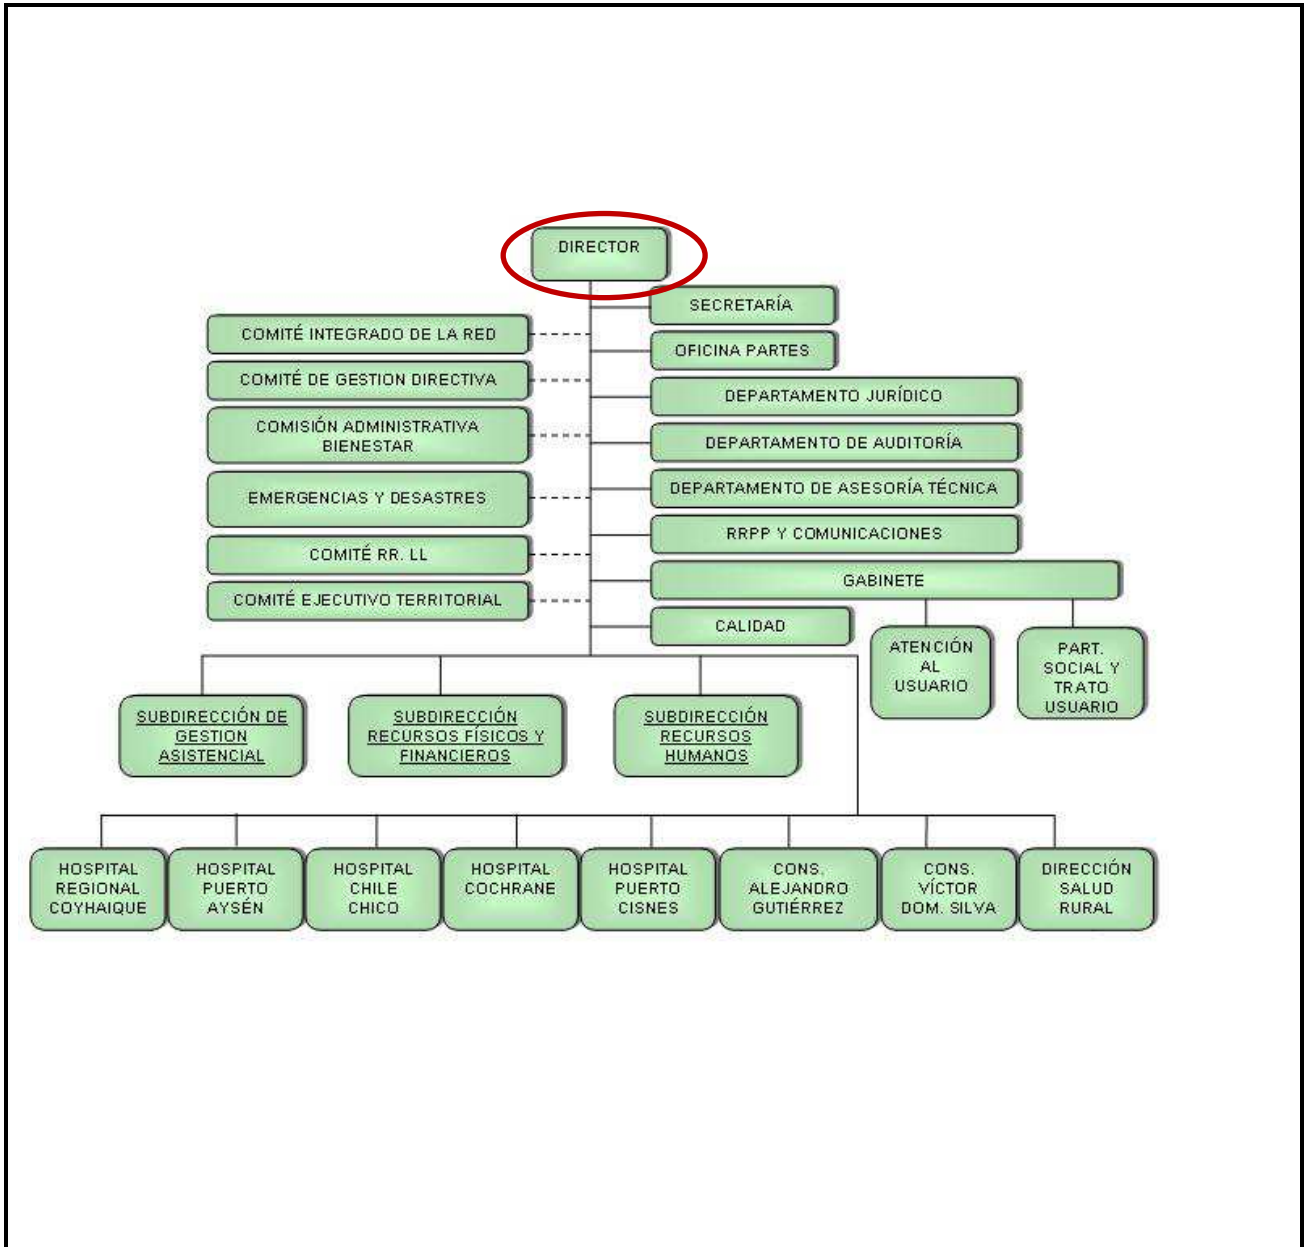 DIRECTOR
SECRETARÍA
COMITÉ INTEGRADO DE LA RED
OFICINA PARTES
COMITÉ DE GESTION DIRECTIVA
DEPARTAMENTO JURÍDICO
COMISIÓN ADMINISTRATIVA
BIENESTAR
DEPARTAMENTO DE AUDITORÍA
EMERGENCIAS Y DESASTRES
DEPARTAMENTO DE ASESORÍA TÉCNICA
RRPP Y COMUNICACIONES
COMITÉ RR. LL
GABINETE
COMITÉ EJECUTIVO TERRITORIAL
CALIDAD
ATENCIÓN
AL
USUARIO
PART.
SOCIAL Y
TRATO
USUARIO
SUBDIRECCIÓN DE
GESTION
ASISTENCIAL
SUBDIRECCIÓN
RECURSOS FÍSICOS Y
FINANCIEROS
SUBDIRECCIÓN
RECURSOS
HUMANOS
HOSPITAL
REGIONAL
COYHAIQUE
HOSPITAL
PUERTO
AYSÉN
HOSPITAL
CHILE
CHICO
HOSPITAL
COCHRANE
HOSPITAL
PUERTO
CISNES
CONS.
ALEJANDRO
GUTIÉRREZ
CONS.
VÍCTOR
DOM. SILVA
DIRECCIÓN
SALUD
RURAL